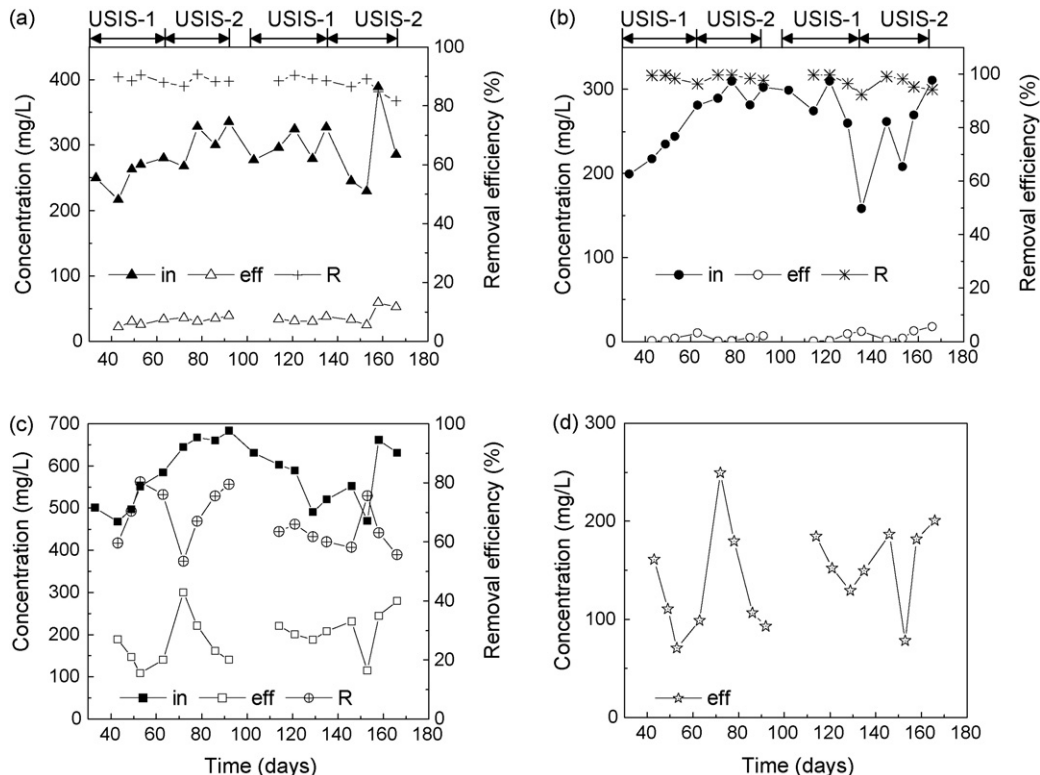 (a)
USIS-1 USIS-2 USIS-1 USIS-2
400
300
200
100
0
Concentration (mg/L)
100
80
60
40
20
0
Removal efficiency (%)
in eff R
40 60 80 100 120 140 160 180
(b)
USIS-1 USIS-2 USIS-1 USIS-2
300
200
100
0
Concentration (mg/L)
100
80
60
40
20
0
Removal efficiency (%)
in eff R
40 60 80 100 120 140 160 180
(c)
700
600
500
400
300
200
100
0
Concentration (mg/L)
100
80
60
40
20
0
Removal efficiency (%)
in eff R
40 60 80 100 120 140 160 180
Time (days)
(d)
300
200
100
0
Concentration (mg/L)
eff
40 60 80 100 120 140 160 180
Time (days)